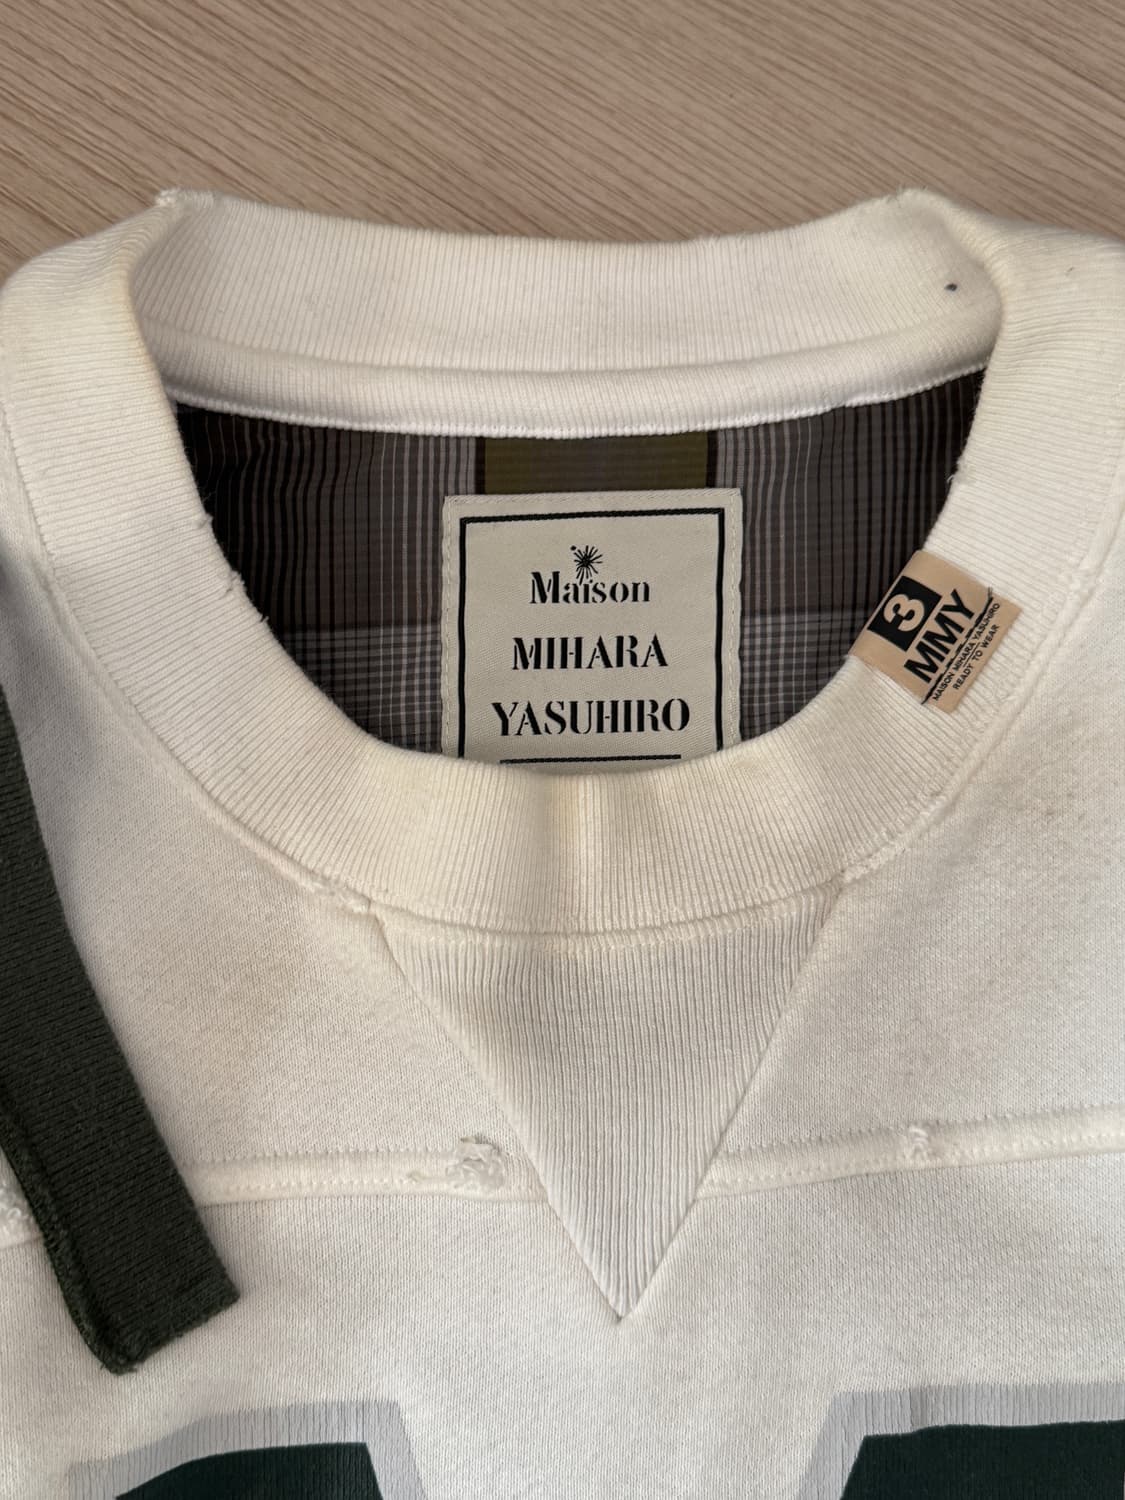 Maison
MIHARA
YASUHIRO
3
MMY
MAISON MIHARA YASUHIRO
READY TO WEAR